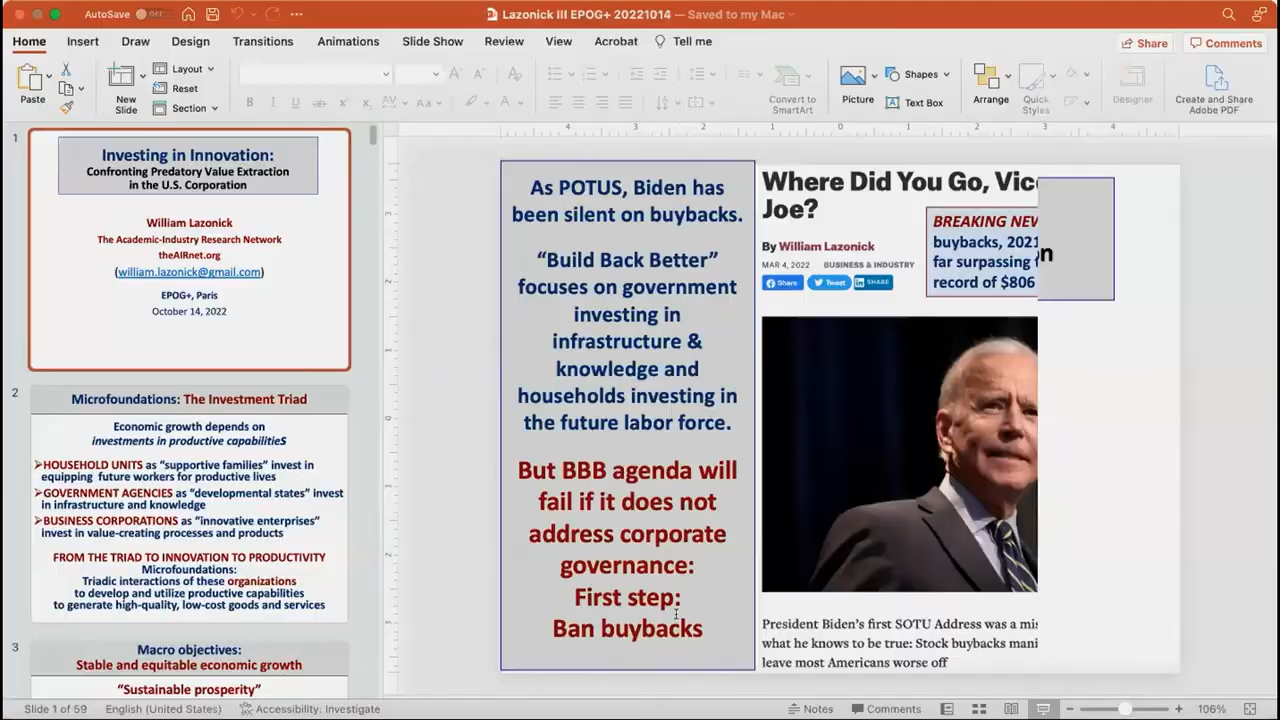 AutoSave OFF
Lazonick III EPOG+ 20221014 — Saved to my Mac
Home Insert Draw Design Transitions Animations Slide Show Review View Acrobat Tell me
Share Comments
Paste
New
Slide
Layout
Reset
Section
Convert to
SmartArt
Picture
Shapes
Text Box
Arrange
Quick
Styles
Designer
Create and Share
Adobe PDF
1
Investing in Innovation:
Confronting Predatory Value Extraction
in the U.S. Corporation
William Lazonick
The Academic-Industry Research Network
theAIRnet.org
(william.lazonick@gmail.com)
EPOG+, Paris
October 14, 2022
2
Microfoundations: The Investment Triad
Economic growth depends on
investments in productive capabilitieS
➢HOUSEHOLD UNITS as “supportive families” invest in
equipping future workers for productive lives
➢GOVERNMENT AGENCIES as “developmental states” invest
in infrastructure and knowledge
➢BUSINESS CORPORATIONS as “innovative enterprises”
invest in value-creating processes and products
FROM THE TRIAD TO INNOVATION TO PRODUCTIVITY
Microfoundations:
Triadic interactions of these organizations
to develop and utilize productive capabilities
to generate high-quality, low-cost goods and services
3
Macro objectives:
Stable and equitable economic growth
“Sustainable prosperity”
As POTUS, Biden has
been silent on buybacks.
“Build Back Better”
focuses on government
investing in
infrastructure &
knowledge and
households investing in
the future labor force.
But BBB agenda will
fail if it does not
address corporate
governance:
First step:
Ban buybacks
Where Did You Go, Vic
Joe?
By William Lazonick
MAR 4, 2022 BUSINESS & INDUSTRY
Share Tweet SHARE
BREAKING NEW
buybacks, 2021
far surpassing
record of $806
n
President Biden’s first SOTU Address was a mis
what he knows to be true: Stock buybacks mani
leave most Americans worse off
Slide 1 of 59 English (United States) Accessibility: Investigate
Notes Comments 106%